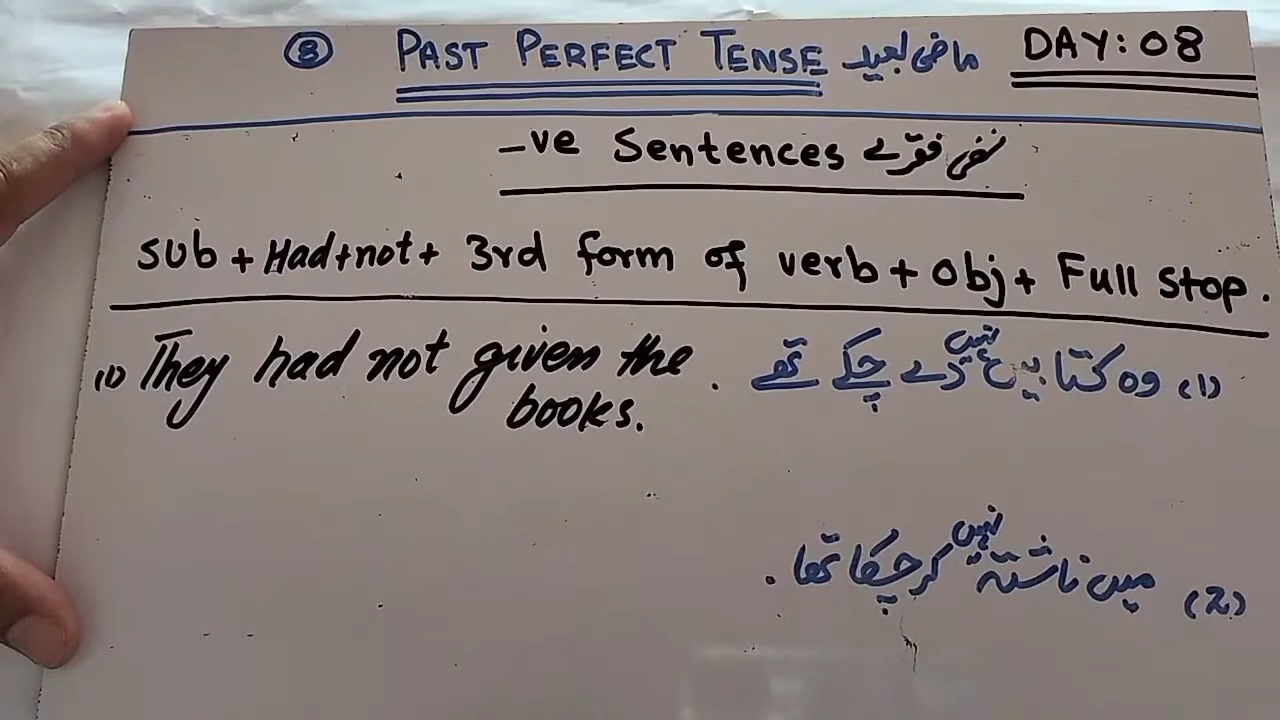 ⑧ PAST PERFECT TENSE ماضی بعید DAY: 08
-ve Sentences نفی فقرے
Sub + Had + not + 3rd form of verb + Obj + Full Stop.
(1) They had not given the books.
(1) وہ کتابیں نہیں دے چکے تھے.
(2) میں ناشتہ نہیں کر چکا تھا.